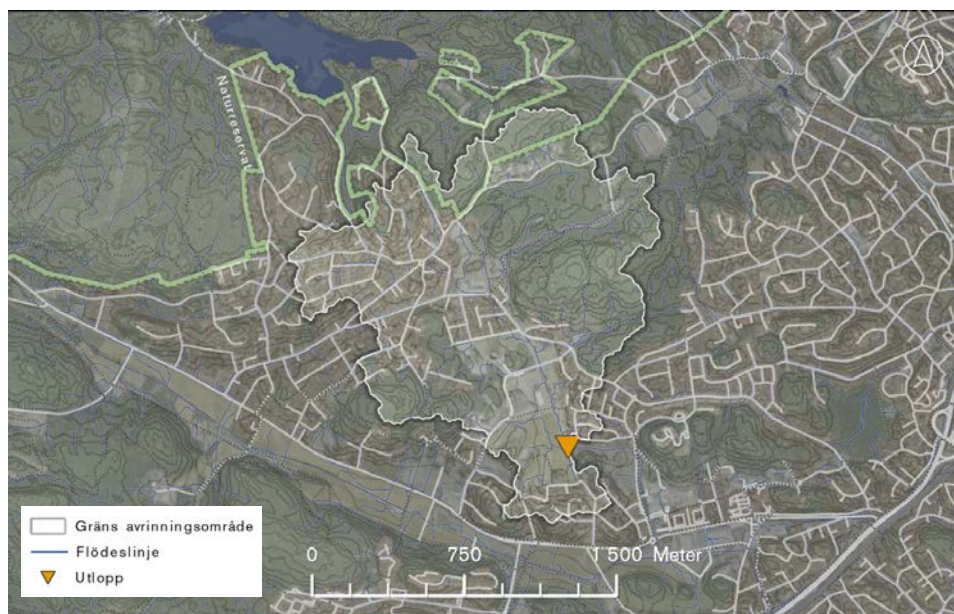 Naturreservat
Gräns avrinningsområde
Flödeslinje
Utlopp
0 750 1 500 Meter